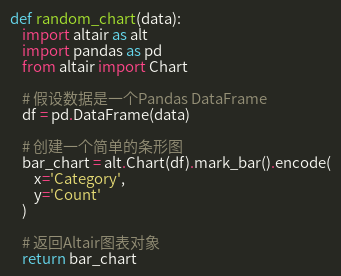 def random_chart(data):
import altair as alt
import pandas as pd
from altair import Chart
# 假设数据是一个Pandas DataFrame
df = pd.DataFrame(data)
# 创建一个简单的条形图
bar_chart = alt.Chart(df).mark_bar().encode(
x='Category',
y='Count'
)
# 返回Altair图表对象
return bar_chart